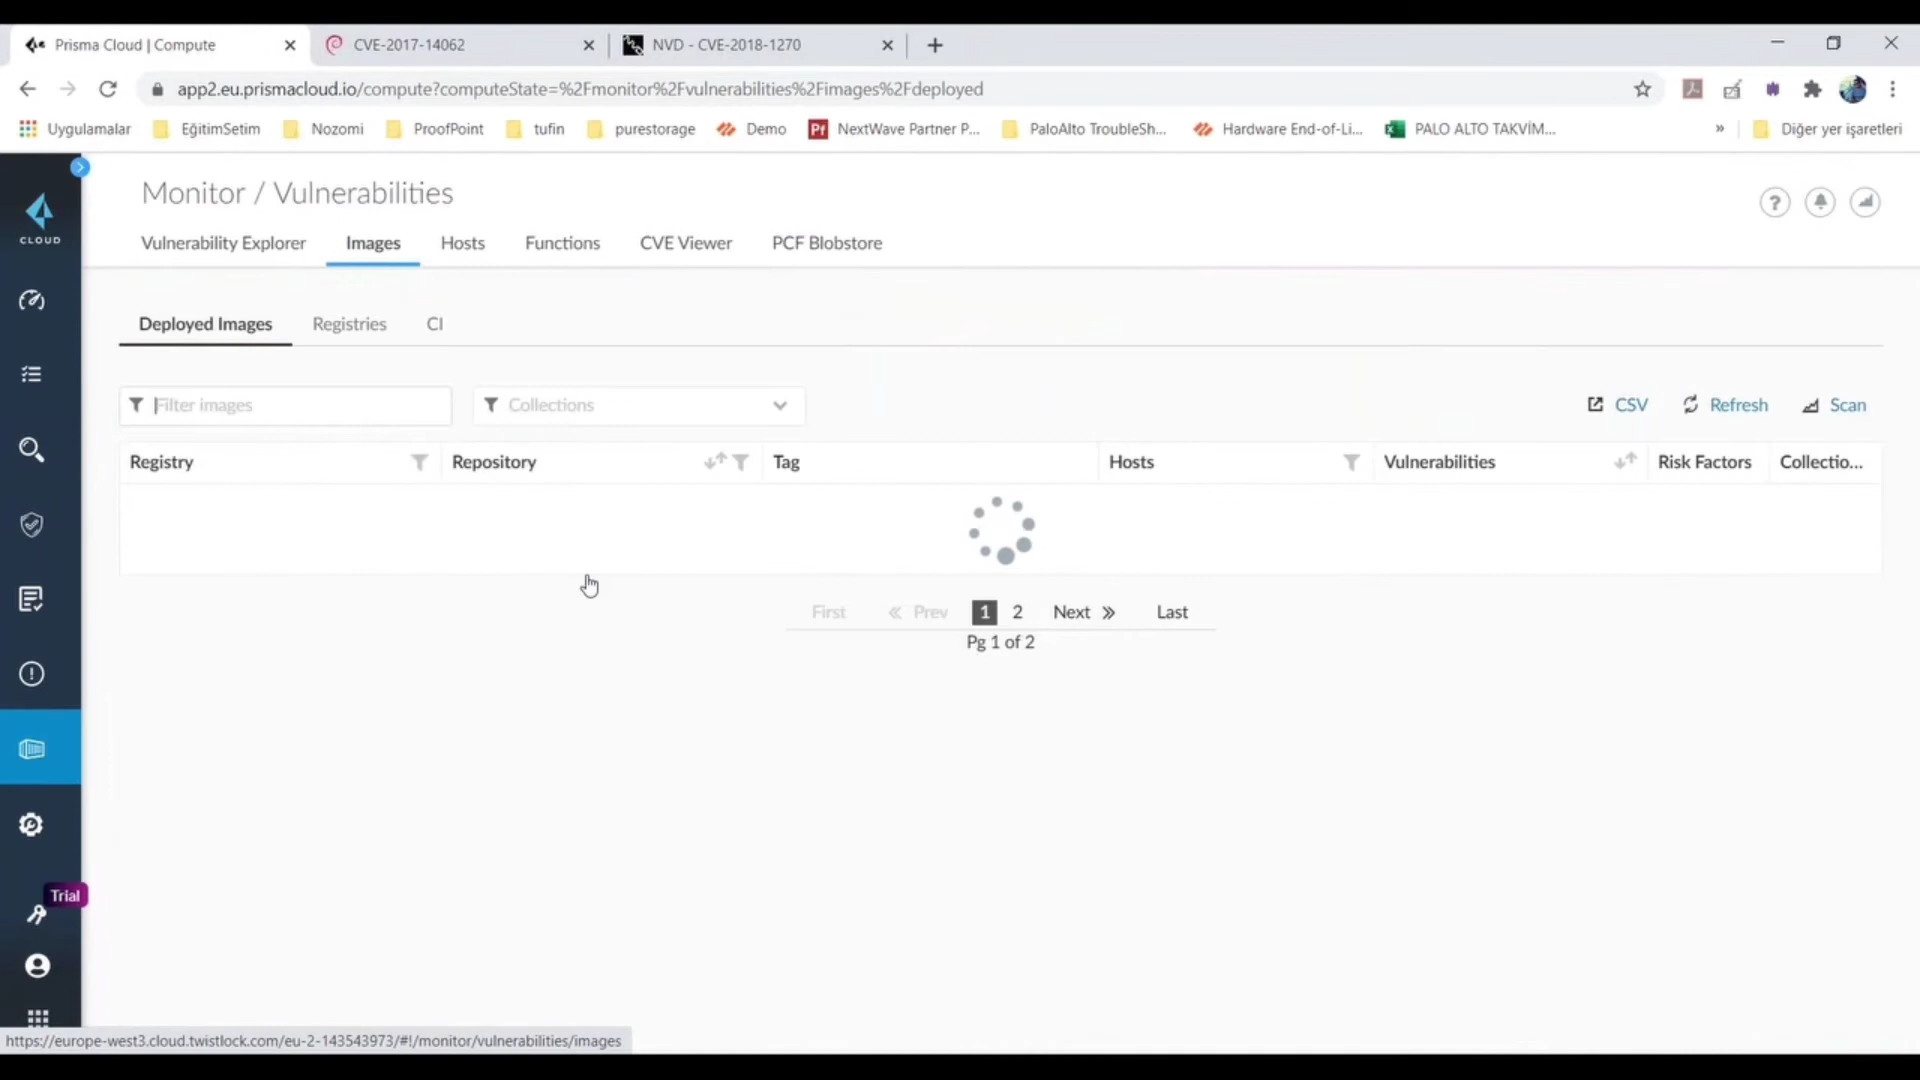 Prisma Cloud | Compute
CVE-2017-14062
NVD - CVE-2018-1270
app2.eu.prismacloud.io/compute?computeState=%2Fmonitor%2Fvulnerabilities%2Fimages%2Fdeployed
Uygulamalar EğitimSetim Nozomi ProofPoint tufin purestorage Demo Pf NextWave Partner P... PaloAlto TroubleSh... Hardware End-of-Li... PALO ALTO TAKVİM... » Diğer yer işaretleri
CLOUD
Monitor / Vulnerabilities
?
Vulnerability Explorer Images Hosts Functions CVE Viewer PCF Blobstore
Deployed Images Registries CI
Filter images Collections CSV Refresh Scan
Registry Repository Tag Hosts Vulnerabilities Risk Factors Collectio...
First « Prev 1 2 Next » Last
Pg 1 of 2
Trial
https://europe-west3.cloud.twistlock.com/eu-2-143543973/#!/monitor/vulnerabilities/images